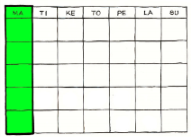 MA TI KE TO PE LA SU